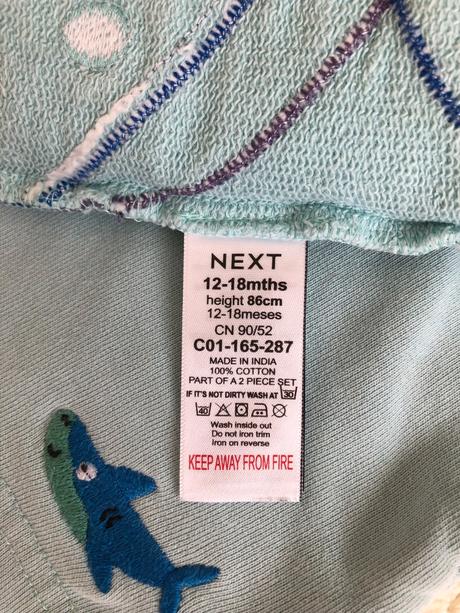 NEXT
12-18mths
height 86cm
12-18meses
CN 90/52
C01-165-287
MADE IN INDIA
100% COTTON
PART OF A 2 PIECE SET
IF IT'S NOT DIRTY WASH AT 30
40
Wash inside out
Do not iron trim
Iron on reverse
KEEP AWAY FROM FIRE